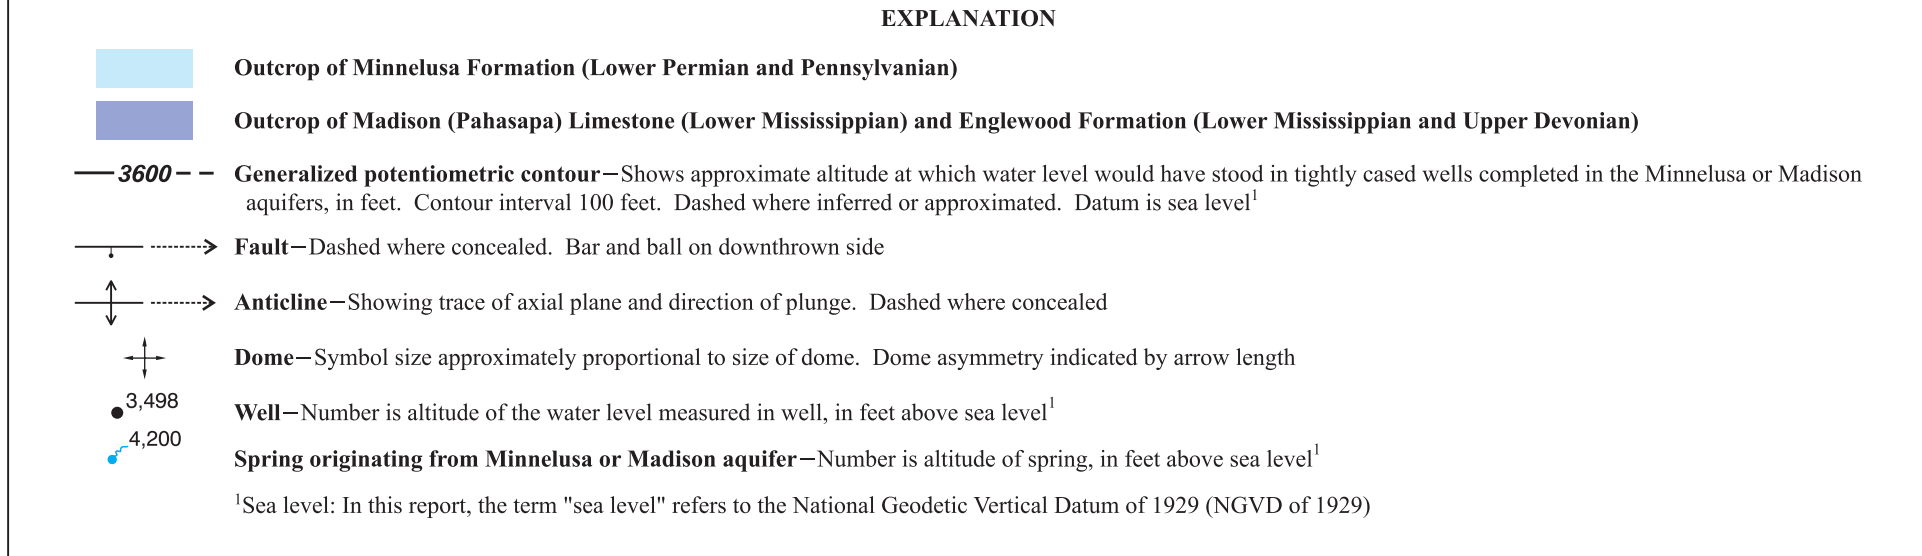 EXPLANATION
Outcrop of Minnelusa Formation (Lower Permian and Pennsylvanian)
Outcrop of Madison (Pahasapa) Limestone (Lower Mississippian) and Englewood Formation (Lower Mississippian and Upper Devonian)
3600 Generalized potentiometric contour—Shows approximate altitude at which water level would have stood in tightly cased wells completed in the Minnelusa or Madison
aquifers, in feet. Contour interval 100 feet. Dashed where inferred or approximated. Datum is sea level¹
Fault—Dashed where concealed. Bar and ball on downthrown side
Anticline—Showing trace of axial plane and direction of plunge. Dashed where concealed
Dome—Symbol size approximately proportional to size of dome. Dome asymmetry indicated by arrow length
3,498 Well—Number is altitude of the water level measured in well, in feet above sea level¹
4,200 Spring originating from Minnelusa or Madison aquifer—Number is altitude of spring, in feet above sea level¹
¹Sea level: In this report, the term "sea level" refers to the National Geodetic Vertical Datum of 1929 (NGVD of 1929)